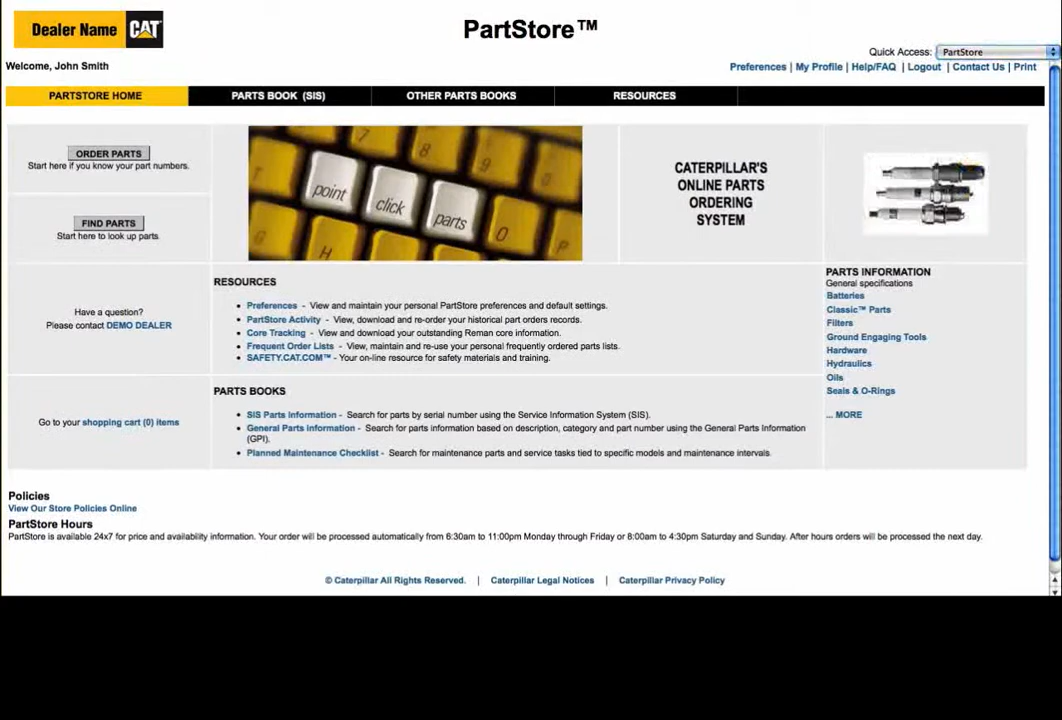 Dealer Name CAT
PartStore™
Quick Access: PartStore
Welcome, John Smith
Preferences | My Profile | Help/FAQ | Logout | Contact Us | Print
PARTSTORE HOME
PARTS BOOK (SIS)
OTHER PARTS BOOKS
RESOURCES
ORDER PARTS
Start here if you know your part numbers.
FIND PARTS
Start here to look up parts.
7
8
9
T
point
click
parts
O
P
G
H
CATERPILLAR'S
ONLINE PARTS
ORDERING
SYSTEM
Have a question?
Please contact DEMO DEALER
RESOURCES
• Preferences - View and maintain your personal PartStore preferences and default settings.
• PartStore Activity - View, download and re-order your historical part orders records.
• Core Tracking - View and download your outstanding Reman core information.
• Frequent Order Lists - View, maintain and re-use your personal frequently ordered parts lists.
• SAFETY.CAT.COM™ - Your on-line resource for safety materials and training.
PARTS INFORMATION
General specifications
Batteries
Classic™ Parts
Filters
Ground Engaging Tools
Hardware
Hydraulics
Oils
Seals & O-Rings
... MORE
Go to your shopping cart (0) items
PARTS BOOKS
• SIS Parts Information - Search for parts by serial number using the Service Information System (SIS).
• General Parts Information - Search for parts information based on description, category and part number using the General Parts Information
(GPI).
• Planned Maintenance Checklist - Search for maintenance parts and service tasks tied to specific models and maintenance intervals.
Policies
View Our Store Policies Online
PartStore Hours
PartStore is available 24x7 for price and availability information. Your order will be processed automatically from 6:30am to 11:00pm Monday through Friday or 8:00am to 4:30pm Saturday and Sunday. After hours orders will be processed the next day.
© Caterpillar All Rights Reserved. | Caterpillar Legal Notices | Caterpillar Privacy Policy